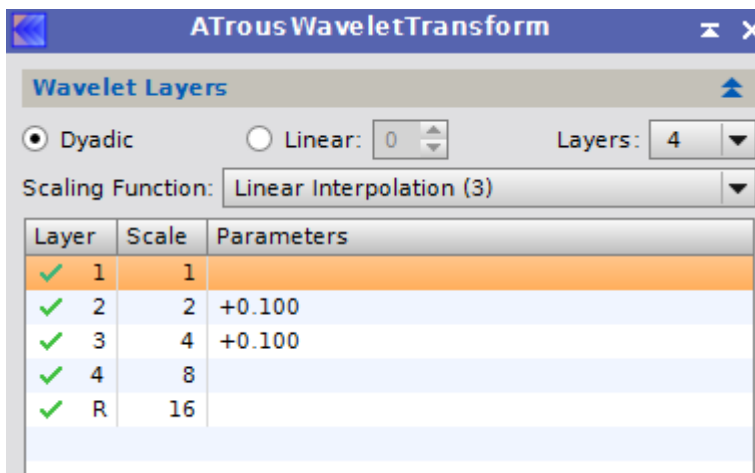 ATrousWaveletTransform
Wavelet Layers
Dyadic Linear: 0 Layers: 4
Scaling Function: Linear Interpolation (3)
Layer Scale Parameters
1 1
2 2 +0.100
3 4 +0.100
4 8
R 16